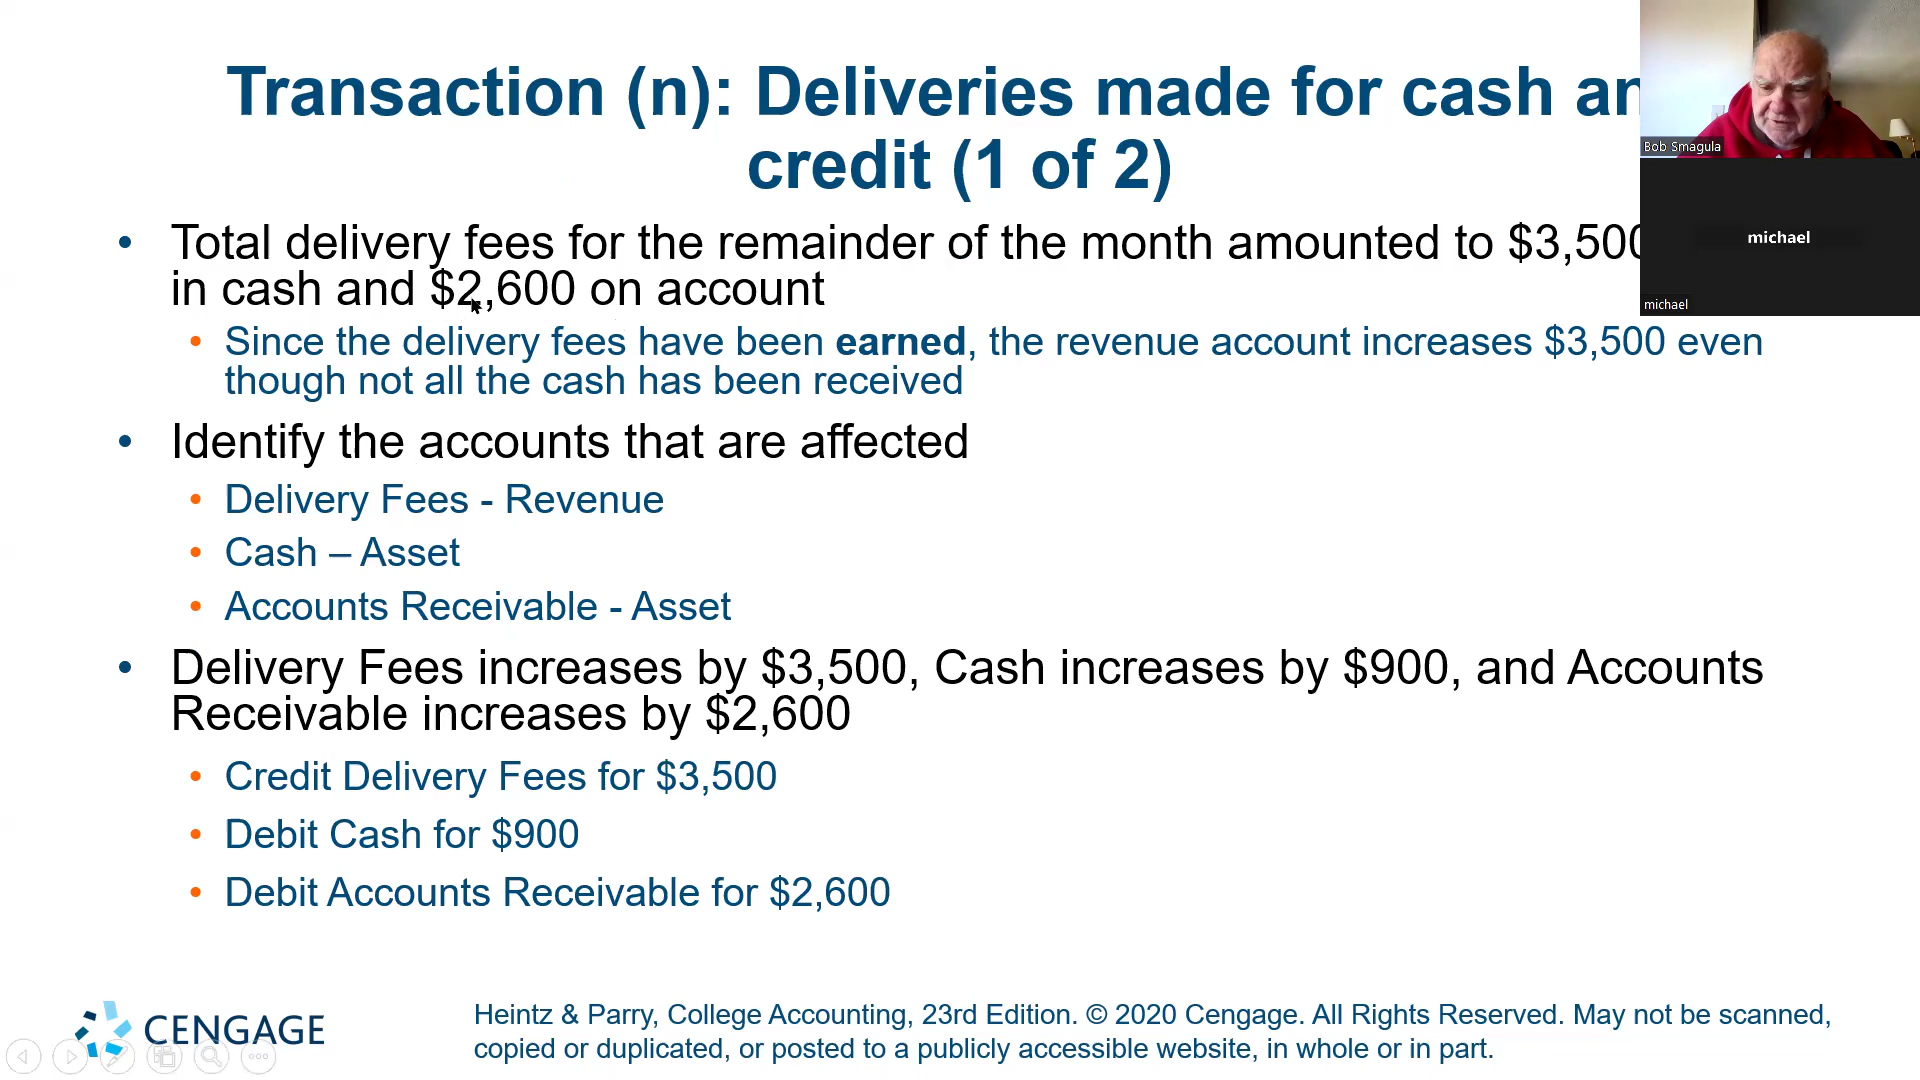 Transaction (n): Deliveries made for cash an
credit (1 of 2)
Bob Smagula
michael
michael
• Total delivery fees for the remainder of the month amounted to $3,500
in cash and $2,600 on account
• Since the delivery fees have been earned, the revenue account increases $3,500 even
though not all the cash has been received
• Identify the accounts that are affected
• Delivery Fees - Revenue
• Cash – Asset
• Accounts Receivable - Asset
• Delivery Fees increases by $3,500, Cash increases by $900, and Accounts
Receivable increases by $2,600
• Credit Delivery Fees for $3,500
• Debit Cash for $900
• Debit Accounts Receivable for $2,600
CENGAGE
Heintz & Parry, College Accounting, 23rd Edition. © 2020 Cengage. All Rights Reserved. May not be scanned,
copied or duplicated, or posted to a publicly accessible website, in whole or in part.